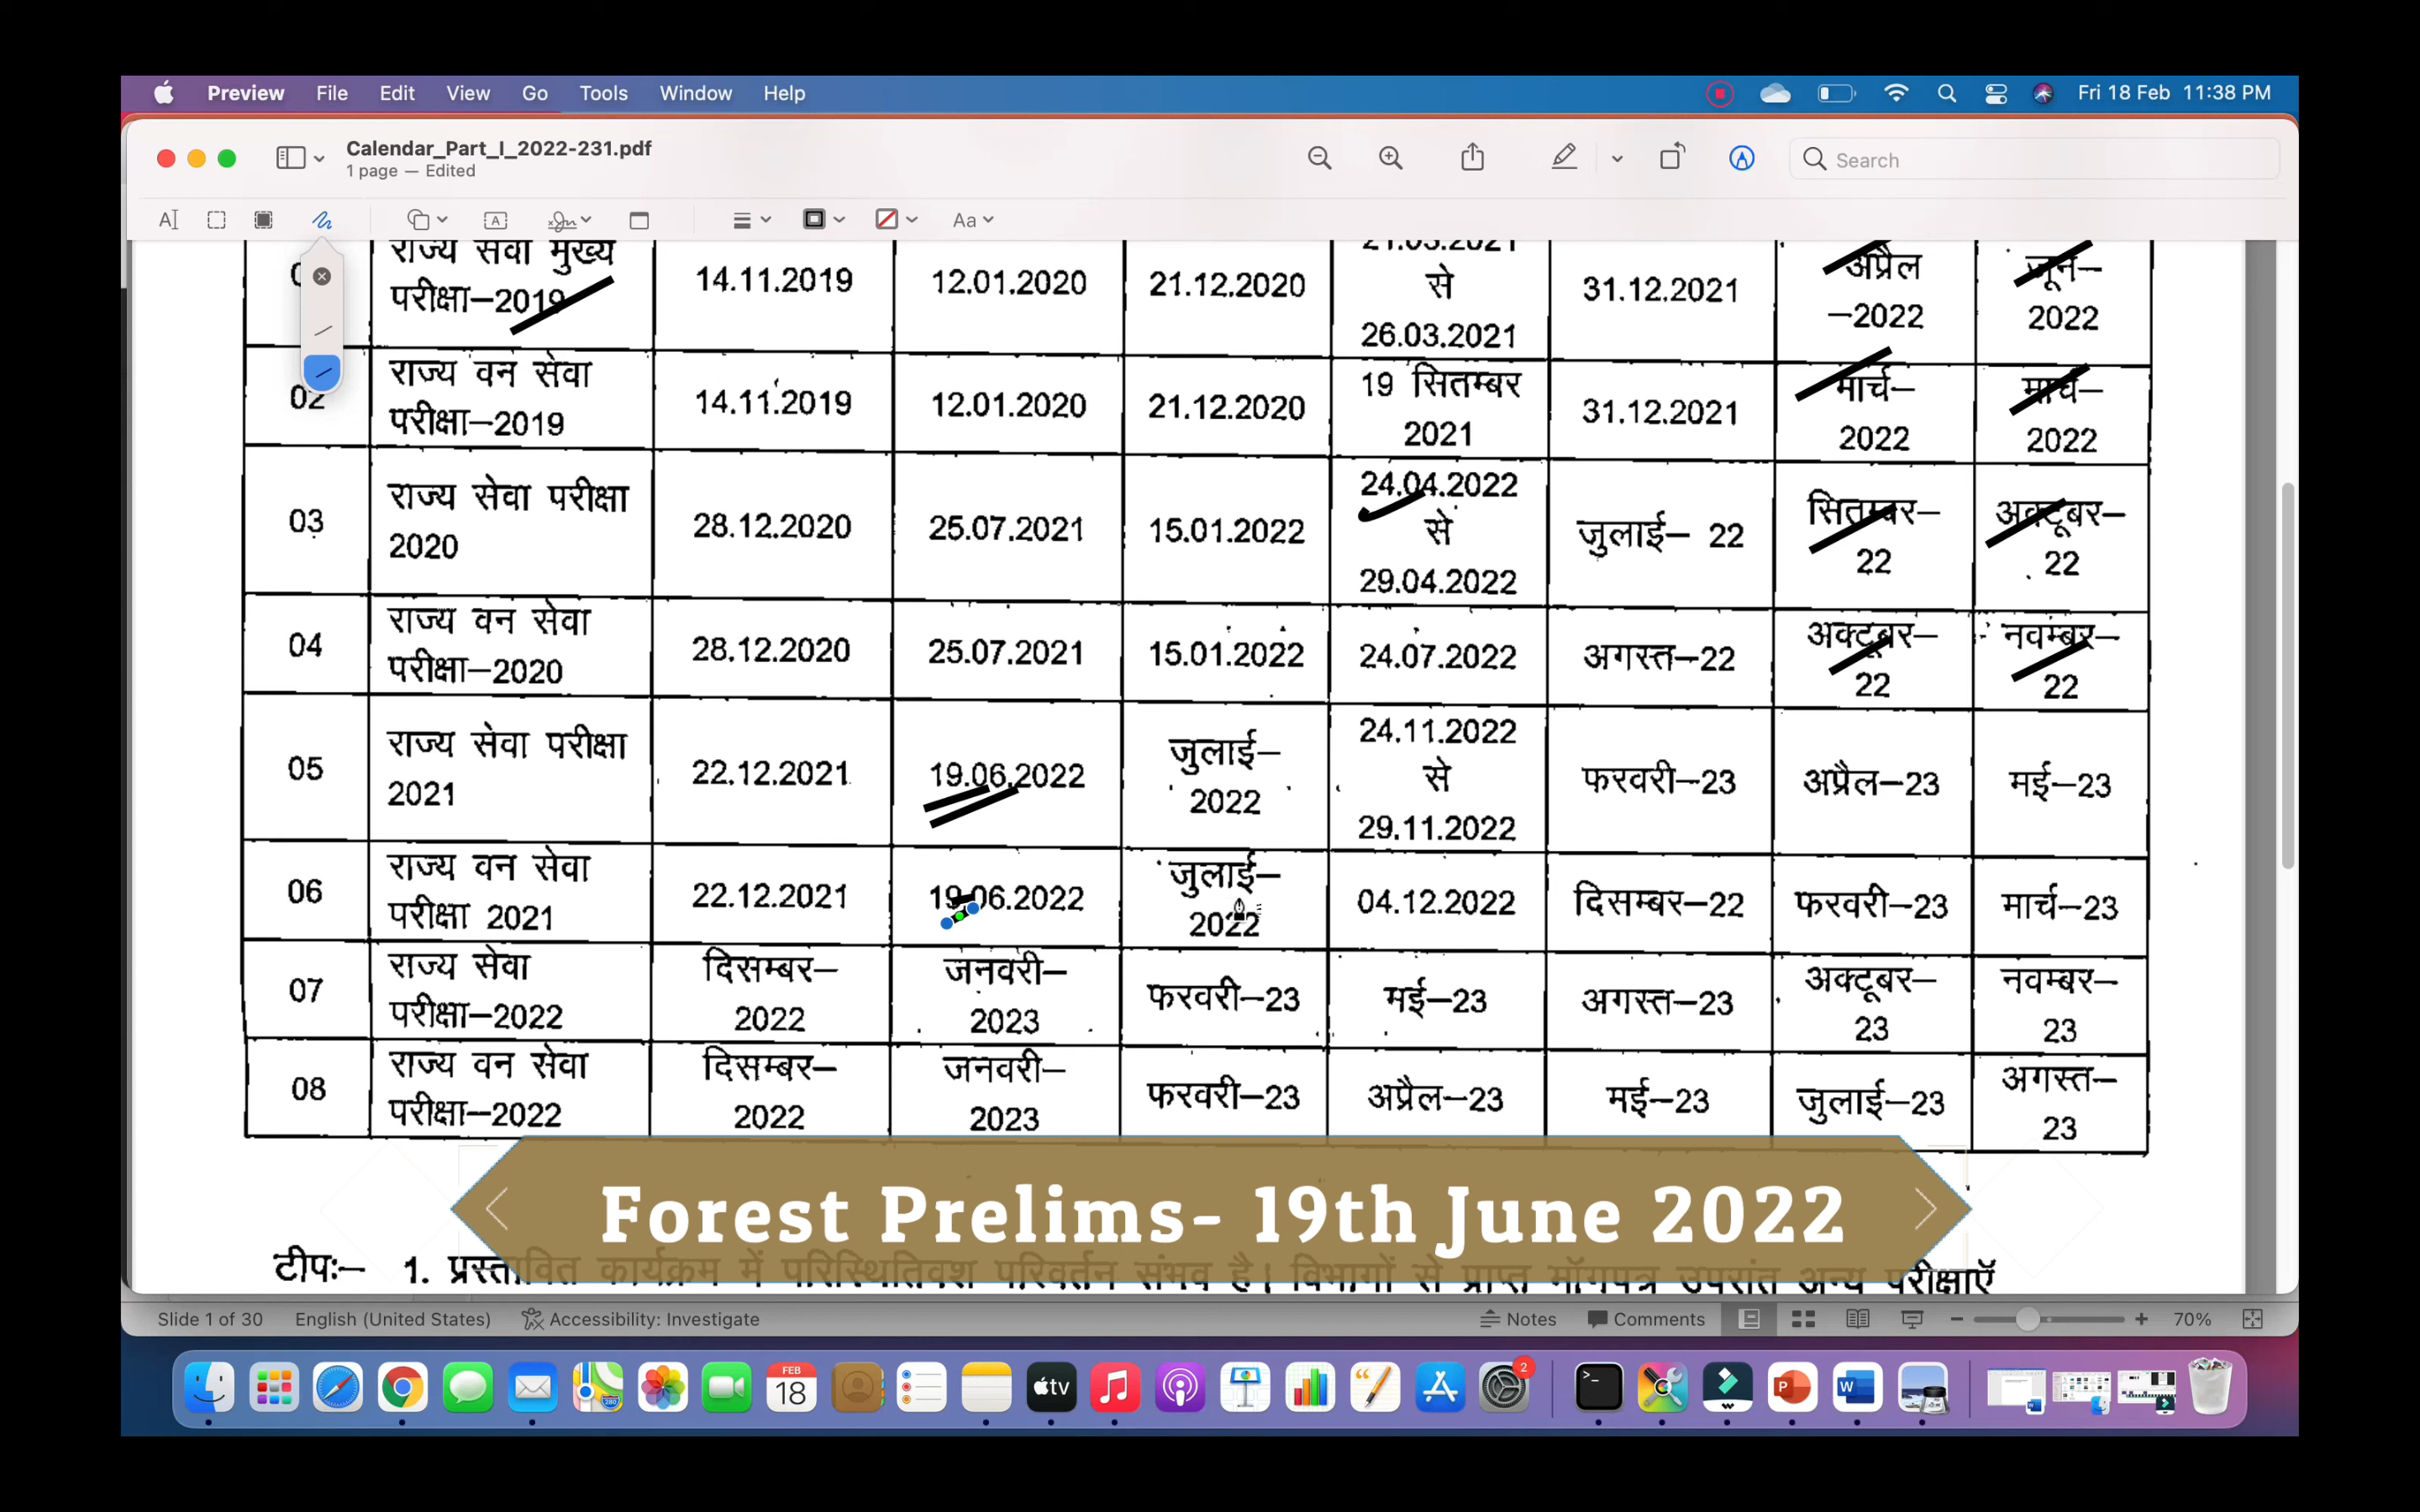 Preview File Edit View Go Tools Window Help Fri 18 Feb 11:38 PM
Calendar_Part_I_2022-231.pdf
1 page — Edited
Search
Aa
राज्य सेवा मुख्य परीक्षा–2019 14.11.2019 12.01.2020 21.12.2020 21.03.2021 से 26.03.2021 31.12.2021 अप्रैल –2022 जून– 2022
02 राज्य वन सेवा परीक्षा–2019 14.11.2019 12.01.2020 21.12.2020 19 सितम्बर 2021 31.12.2021 मार्च– 2022 मार्च– 2022
03 राज्य सेवा परीक्षा 2020 28.12.2020 25.07.2021 15.01.2022 24.04.2022 से 29.04.2022 जुलाई– 22 सितम्बर– 22 अक्टूबर– 22
04 राज्य वन सेवा परीक्षा–2020 28.12.2020 25.07.2021 15.01.2022 24.07.2022 अगस्त–22 अक्टूबर– 22 नवम्बर– 22
05 राज्य सेवा परीक्षा 2021 22.12.2021 19.06.2022 जुलाई– 2022 24.11.2022 से 29.11.2022 फरवरी–23 अप्रैल–23 मई–23
06 राज्य वन सेवा परीक्षा 2021 22.12.2021 19.06.2022 जुलाई– 2022 04.12.2022 दिसम्बर–22 फरवरी–23 मार्च–23
07 राज्य सेवा परीक्षा–2022 दिसम्बर– 2022 जनवरी– 2023 फरवरी–23 मई–23 अगस्त–23 अक्टूबर– 23 नवम्बर– 23
08 राज्य वन सेवा परीक्षा–2022 दिसम्बर– 2022 जनवरी– 2023 फरवरी–23 अप्रैल–23 मई–23 जुलाई–23 अगस्त– 23
Forest Prelims- 19th June 2022
टीपः– 1. प्रस्तावित कार्यक्रम में परिस्थितिवश परिवर्तन संभव है। विभागों से प्राप्त मॉगपत्र उपरांत अन्य परीक्षाऍ
Slide 1 of 30 English (United States) Accessibility: Investigate Notes Comments 70%
FEB
18
tv
2